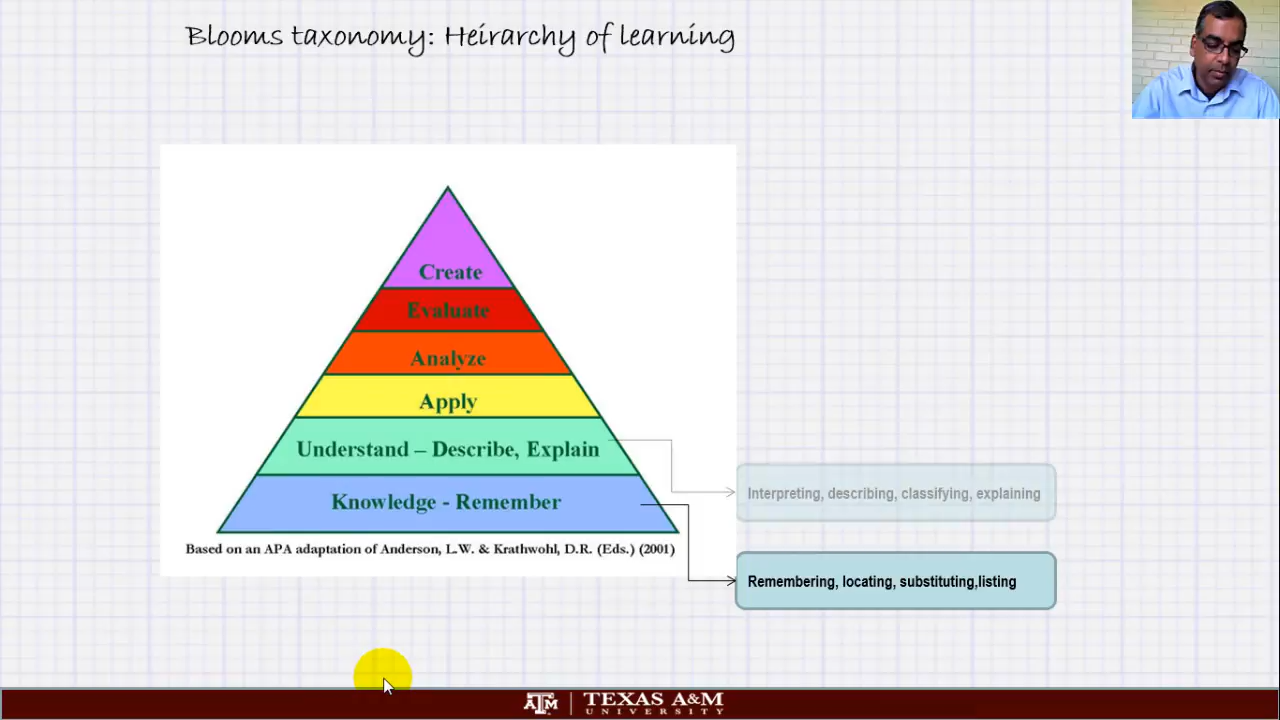 Blooms taxonomy: Heirarchy of learning
Create
Evaluate
Analyze
Apply
Understand – Describe, Explain
Knowledge - Remember
Based on an APA adaptation of Anderson, L.W. & Krathwohl, D.R. (Eds.) (2001)
Interpreting, describing, classifying, explaining
Remembering, locating, substituting,listing
ATM
TEXAS A&M
UNIVERSITY